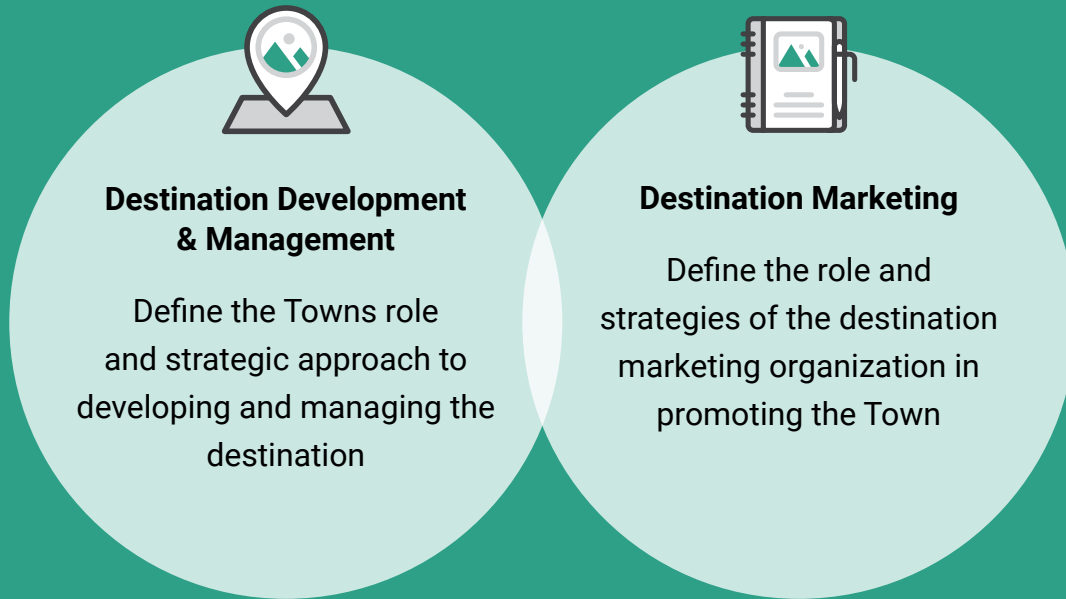 Destination Development
& Management
Define the Towns role
and strategic approach to
developing and managing the
destination
Destination Marketing
Define the role and
strategies of the destination
marketing organization in
promoting the Town